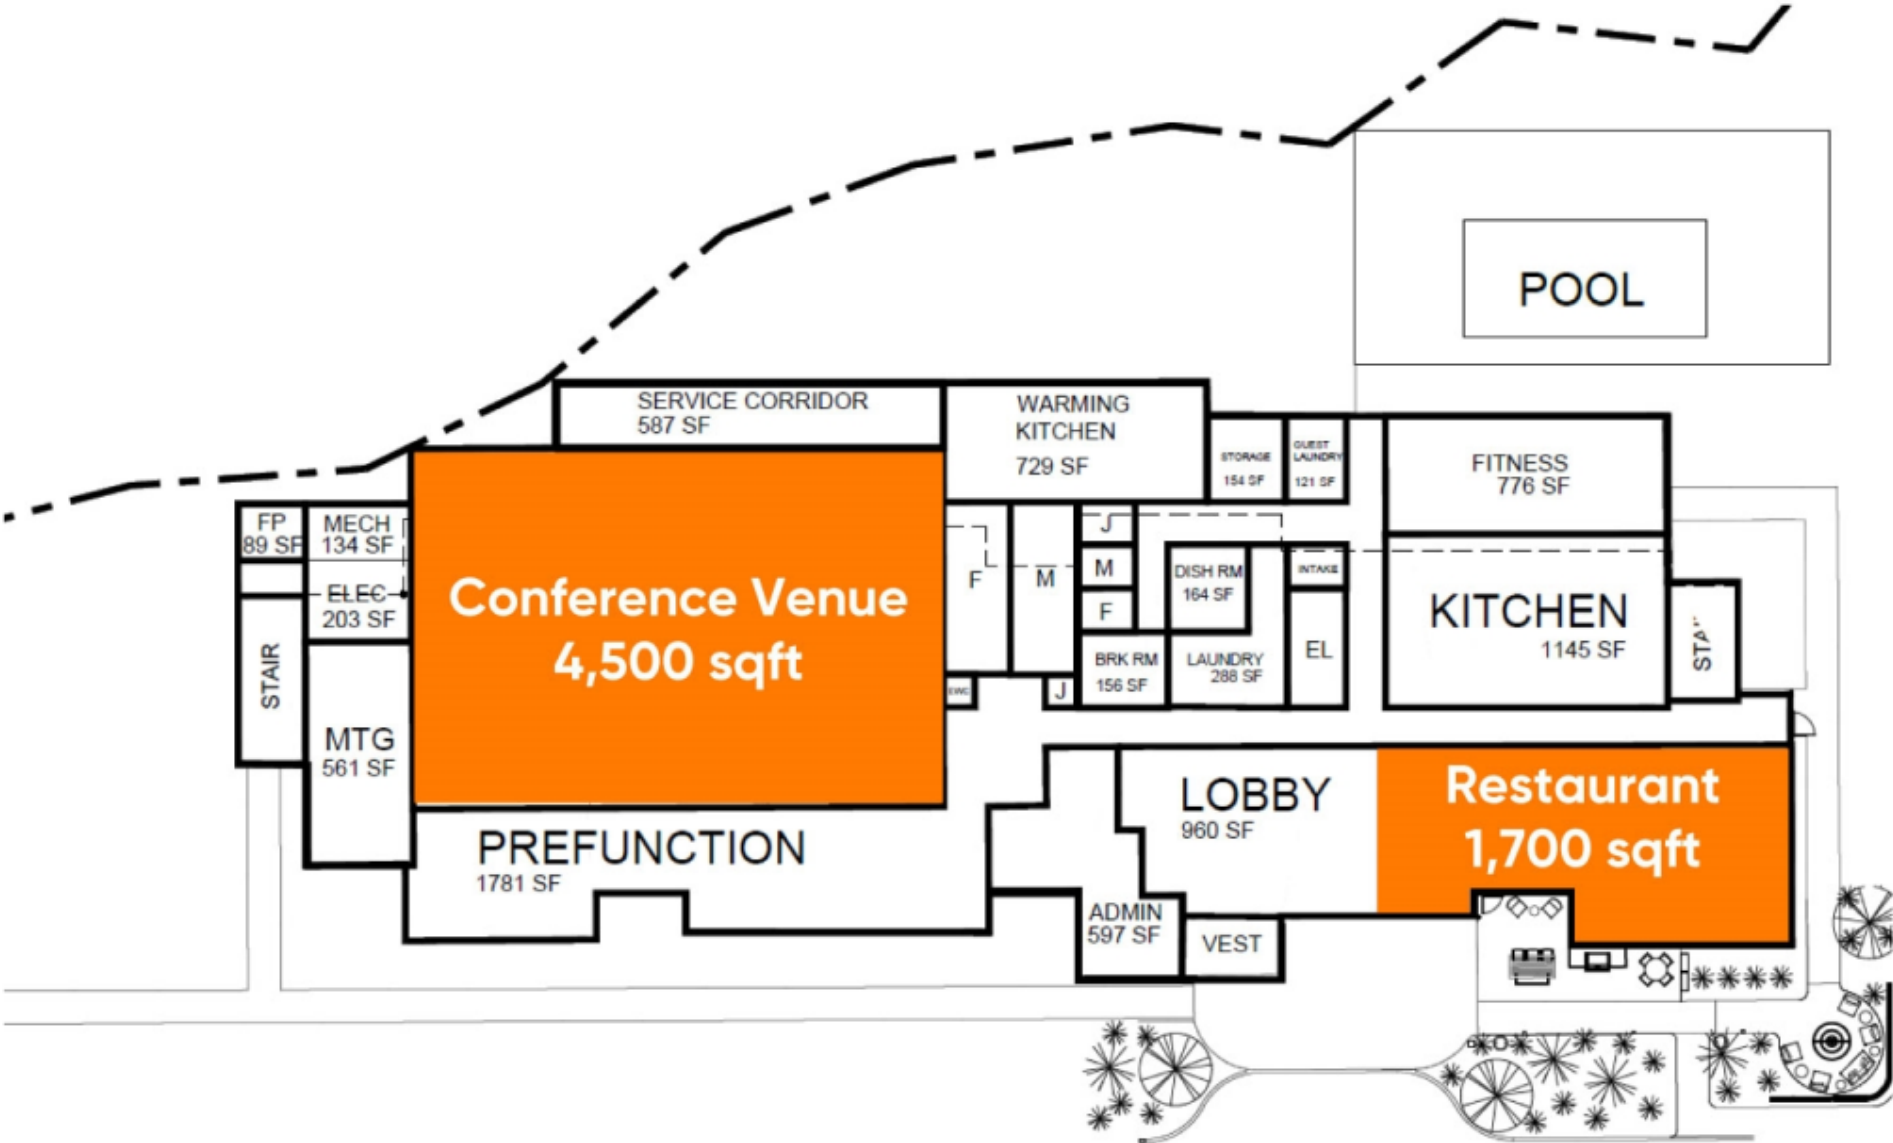 POOL
SERVICE CORRIDOR
587 SF
WARMING
KITCHEN
729 SF
STORAGE
154 SF
GUEST
LAUNDRY
121 SF
FITNESS
776 SF
FP
89 SF
MECH
134 SF
ELEC
203 SF
STAIR
MTG
561 SF
Conference Venue
4,500 sqft
F
M
J
M
F
EWC
J
BRK RM
156 SF
DISH RM
164 SF
LAUNDRY
288 SF
INTAKE
EL
KITCHEN
1145 SF
PREFUNCTION
1781 SF
LOBBY
960 SF
Restaurant
1,700 sqft
ADMIN
597 SF
VEST